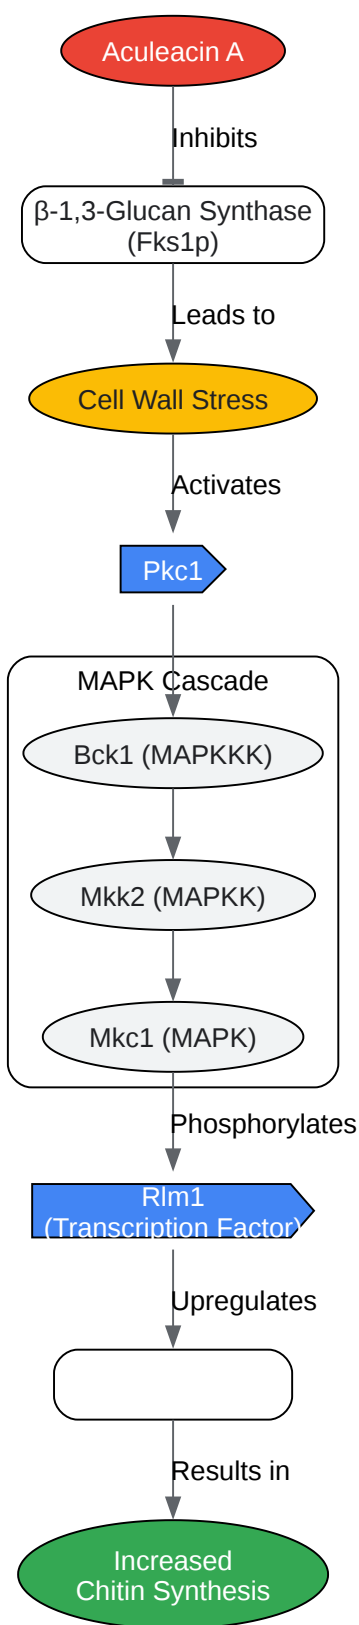 Aculeacin A
Inhibits
β-1,3-Glucan Synthase
(Fks1p)
Leads to
Cell Wall Stress
Activates
Pkc1
MAPK Cascade
Bck1 (MAPKKK)
Mkk2 (MAPKK)
Mkc1 (MAPK)
Phosphorylates
Rlm1
(Transcription Factor)
Upregulates
Results in
Increased
Chitin Synthesis